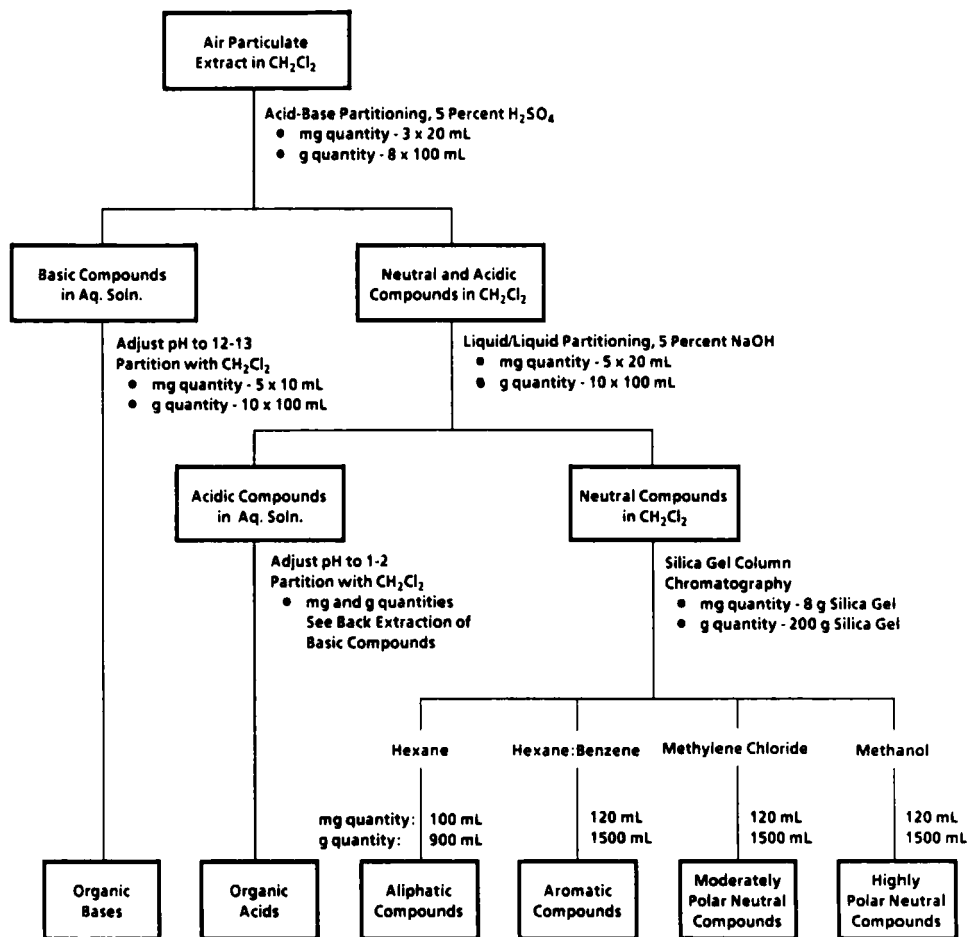 Air Particulate
Extract in CH₂Cl₂
Acid-Base Partitioning, 5 Percent H₂SO₄
● mg quantity - 3 x 20 mL
● g quantity - 8 x 100 mL
Basic Compounds
in Aq. Soln.
Neutral and Acidic
Compounds in CH₂Cl₂
Adjust pH to 12-13
Partition with CH₂Cl₂
● mg quantity - 5 x 10 mL
● g quantity - 10 x 100 mL
Liquid/Liquid Partitioning, 5 Percent NaOH
● mg quantity - 5 x 20 mL
● g quantity - 10 x 100 mL
Acidic Compounds
in Aq. Soln.
Neutral Compounds
in CH₂Cl₂
Adjust pH to 1-2
Partition with CH₂Cl₂
● mg and g quantities
See Back Extraction of
Basic Compounds
Silica Gel Column
Chromatography
● mg quantity - 8 g Silica Gel
● g quantity - 200 g Silica Gel
Hexane Hexane:Benzene Methylene Chloride Methanol
mg quantity: 100 mL 120 mL 120 mL 120 mL
g quantity: 900 mL 1500 mL 1500 mL 1500 mL
Organic
Bases
Organic
Acids
Aliphatic
Compounds
Aromatic
Compounds
Moderately
Polar Neutral
Compounds
Highly
Polar Neutral
Compounds